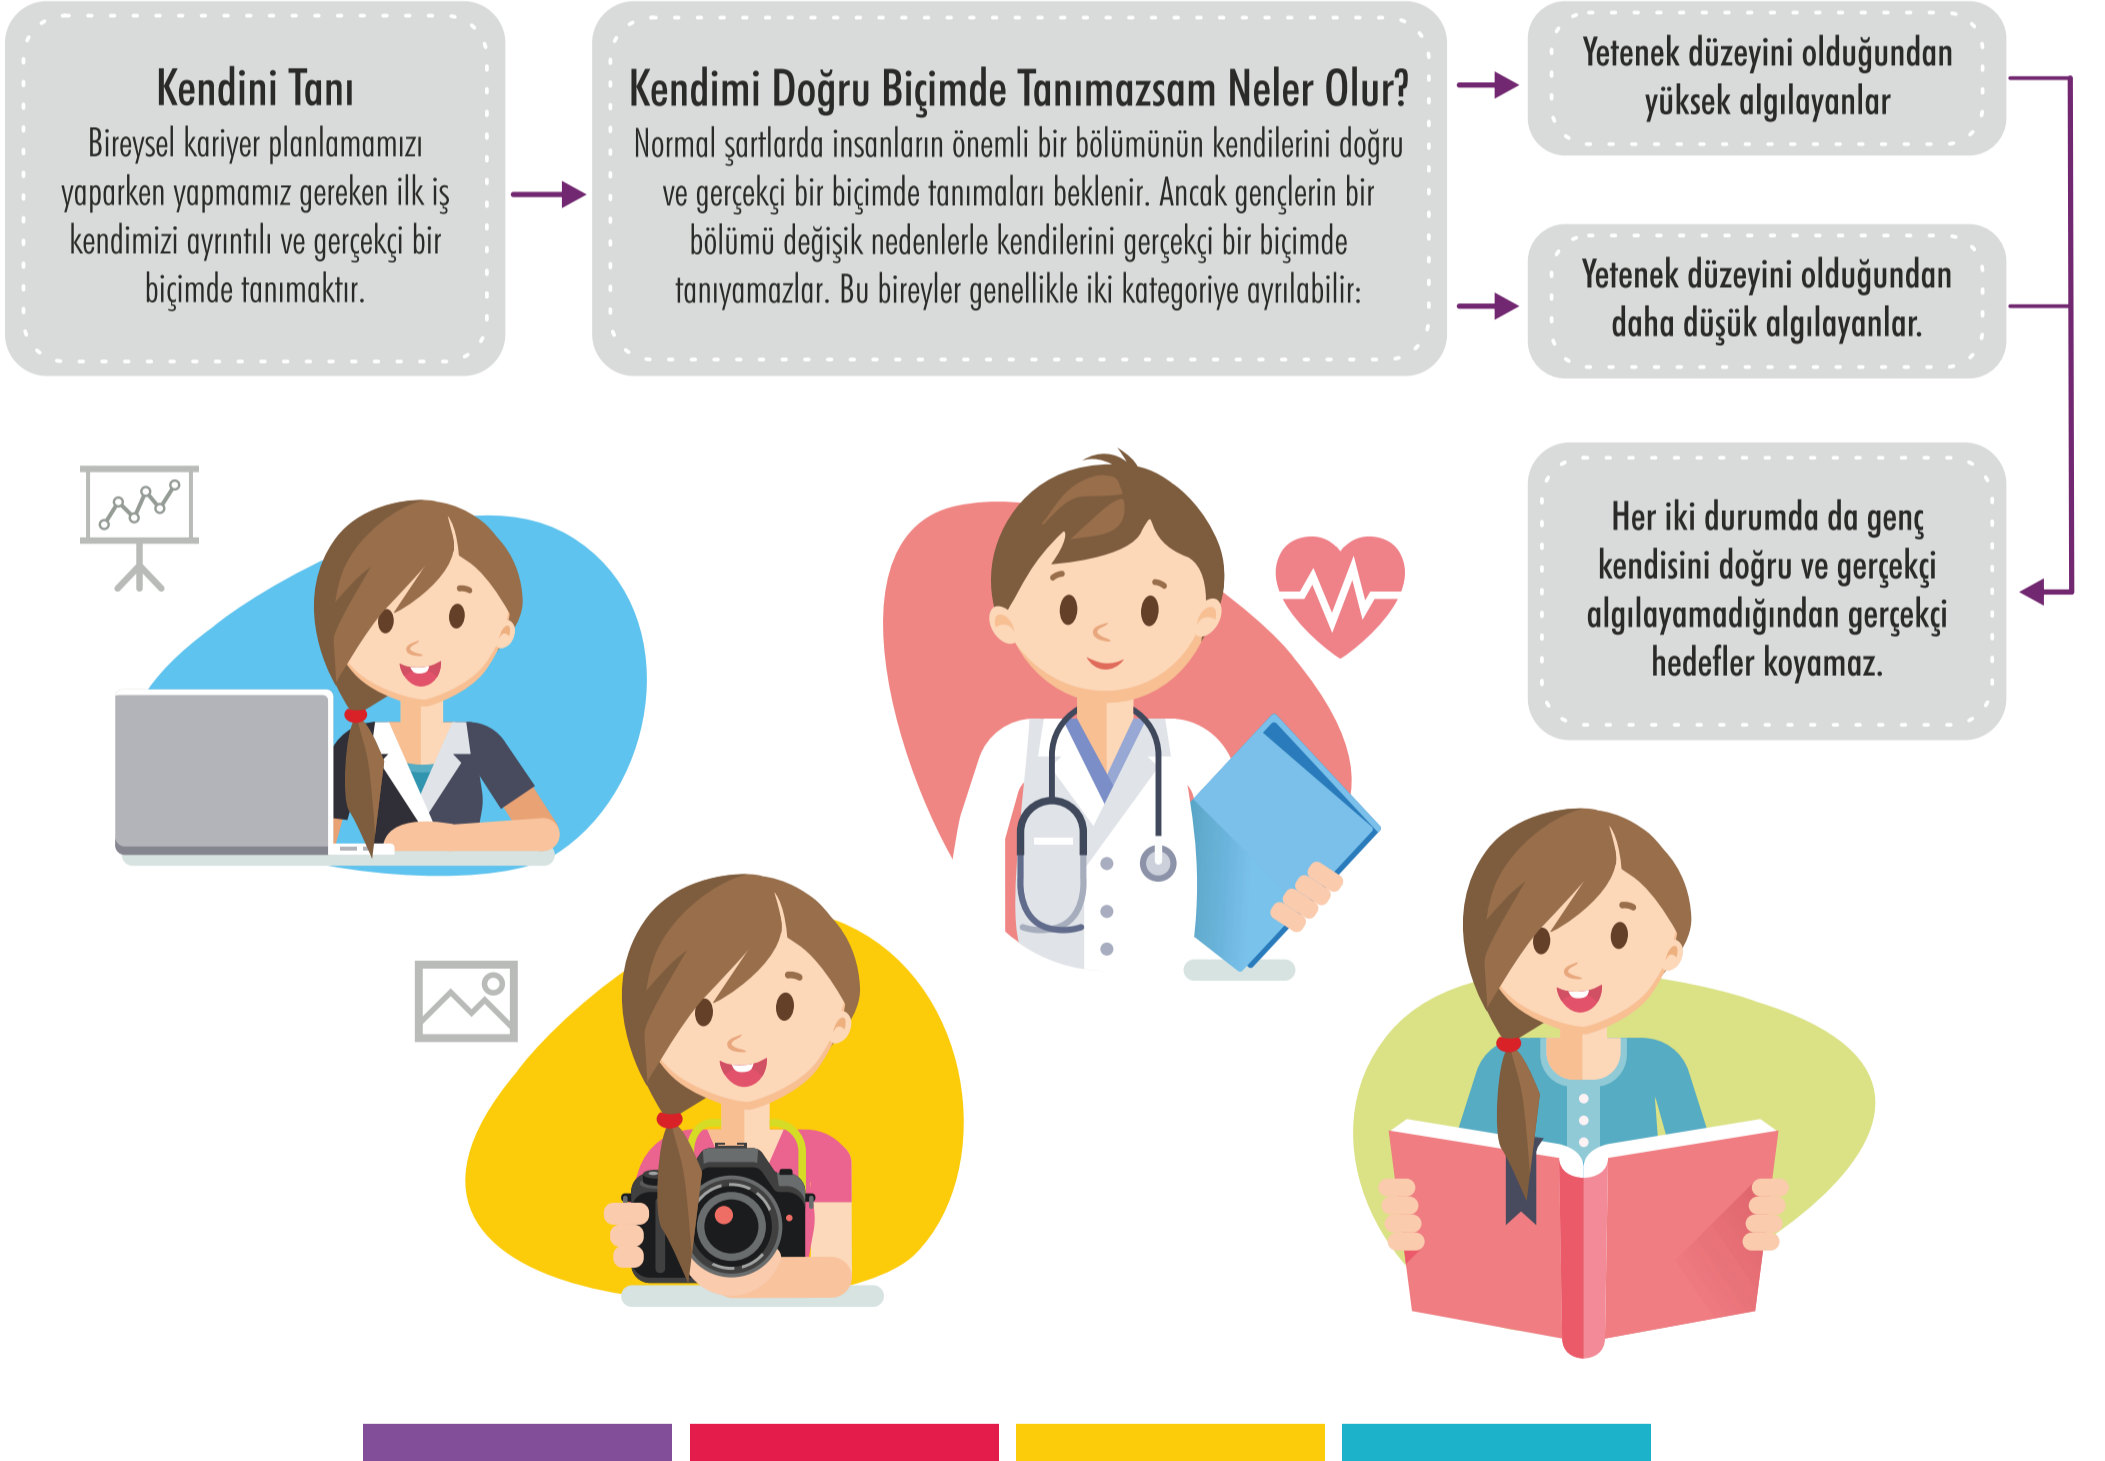 Kendini Tanı
Bireysel kariyer planlamamızı
yaparken yapmamız gereken ilk iş
kendimizi ayrıntılı ve gerçekçi bir
biçimde tanımaktır.
Kendimi Doğru Biçimde Tanımazsam Neler Olur?
Normal şartlarda insanların önemli bir bölümünün kendilerini doğru
ve gerçekçi bir biçimde tanımaları beklenir. Ancak gençlerin bir
bölümü değişik nedenlerle kendilerini gerçekçi bir biçimde
tanıyamazlar. Bu bireyler genellikle iki kategoriye ayrılabilir:
Yetenek düzeyini olduğundan
yüksek algılayanlar
Yetenek düzeyini olduğundan
daha düşük algılayanlar.
Her iki durumda da genç
kendisini doğru ve gerçekçi
algılayamadığından gerçekçi
hedefler koyamaz.